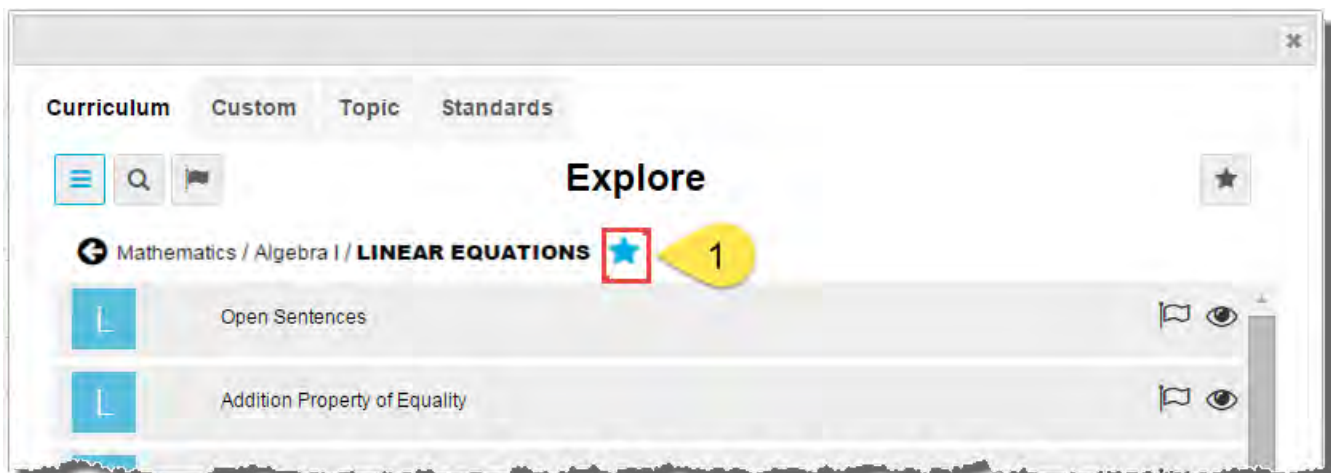 Curriculum Custom Topic Standards
Explore
Mathematics / Algebra I / LINEAR EQUATIONS
1
L Open Sentences
L Addition Property of Equality